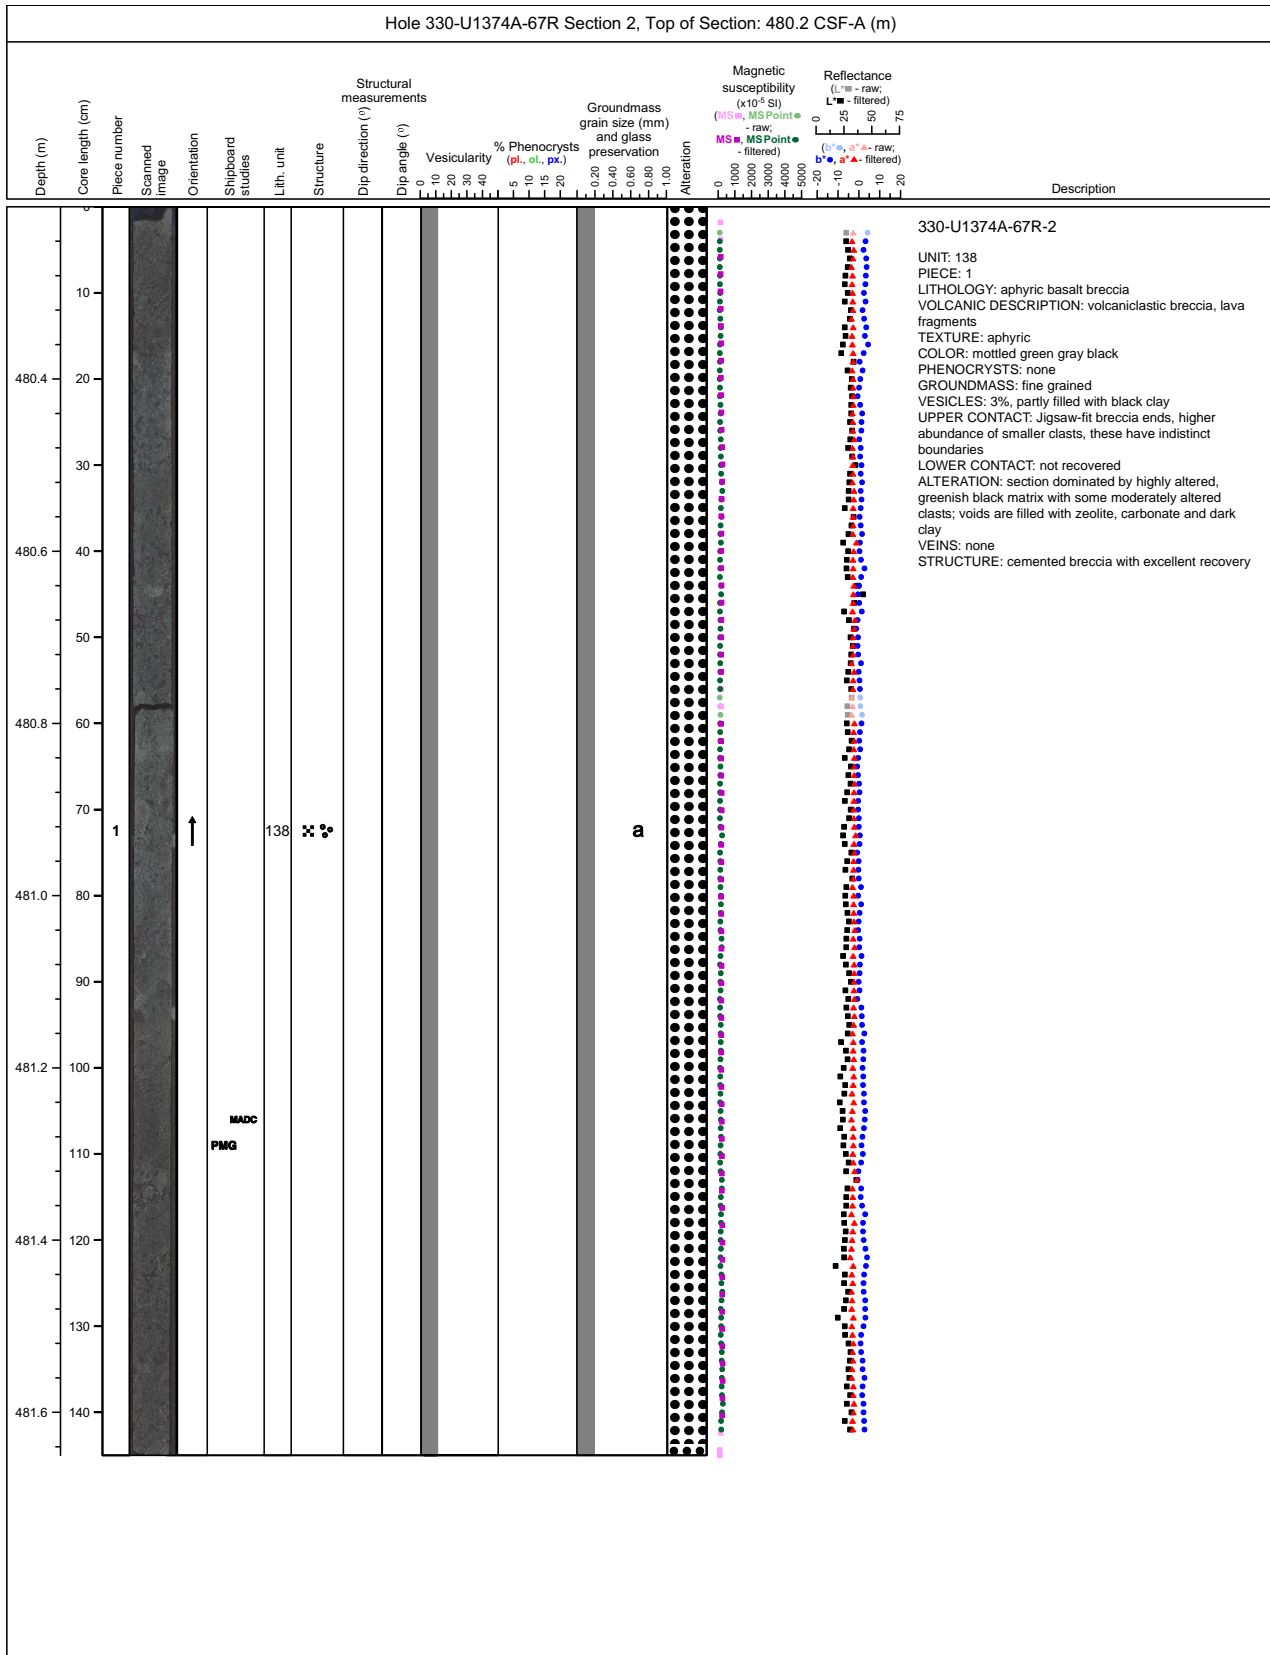 Hole 330-U1374A-67R Section 2, Top of Section: 480.2 CSF-A (m)
Depth (m)
Core length (cm)
Piece number
Scanned
image
Orientation
Shipboard
studies
Lith. unit
Structure
Structural
measurements
Dip direction (º)
Dip angle (º)
Vesicularity
0 10 20 30 40
% Phenocrysts
(pl., ol., px.)
5 10 15 20
Groundmass
grain size (mm)
and glass
preservation
0.20 0.40 0.60 0.80 1.00
Alteration
Magnetic
susceptibility
(x10-5 SI)
(MS■, MSPoint●
- raw;
MS■, MSPoint●
- filtered)
0 1000 2000 3000 4000 5000
Reflectance
(L*■ - raw;
L*■ - filtered)
0 25 50 75
(b*●, a*▲- raw;
b*●, a*▲- filtered)
-20 -10 0 10 20
Description
0
10
480.4 20
30
480.6 40
50
480.8 60
70
481.0 80
90
481.2 100
110
481.4 120
130
481.6 140
1
138
a
MADC
PMG
330-U1374A-67R-2
UNIT: 138
PIECE: 1
LITHOLOGY: aphyric basalt breccia
VOLCANIC DESCRIPTION: volcaniclastic breccia, lava
fragments
TEXTURE: aphyric
COLOR: mottled green gray black
PHENOCRYSTS: none
GROUNDMASS: fine grained
VESICLES: 3%, partly filled with black clay
UPPER CONTACT: Jigsaw-fit breccia ends, higher
abundance of smaller clasts, these have indistinct
boundaries
LOWER CONTACT: not recovered
ALTERATION: section dominated by highly altered,
greenish black matrix with some moderately altered
clasts; voids are filled with zeolite, carbonate and dark
clay
VEINS: none
STRUCTURE: cemented breccia with excellent recovery